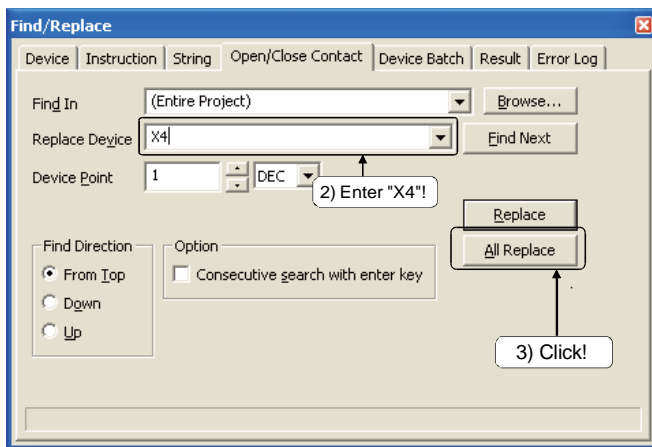 Find/Replace
Device Instruction String Open/Close Contact Device Batch Result Error Log
Find In (Entire Project) Browse...
Replace Device X4 Find Next
Device Point 1 DEC
2) Enter "X4"!
Replace
Find Direction Option All Replace
From Top Consecutive search with enter key
Down
Up
3) Click!